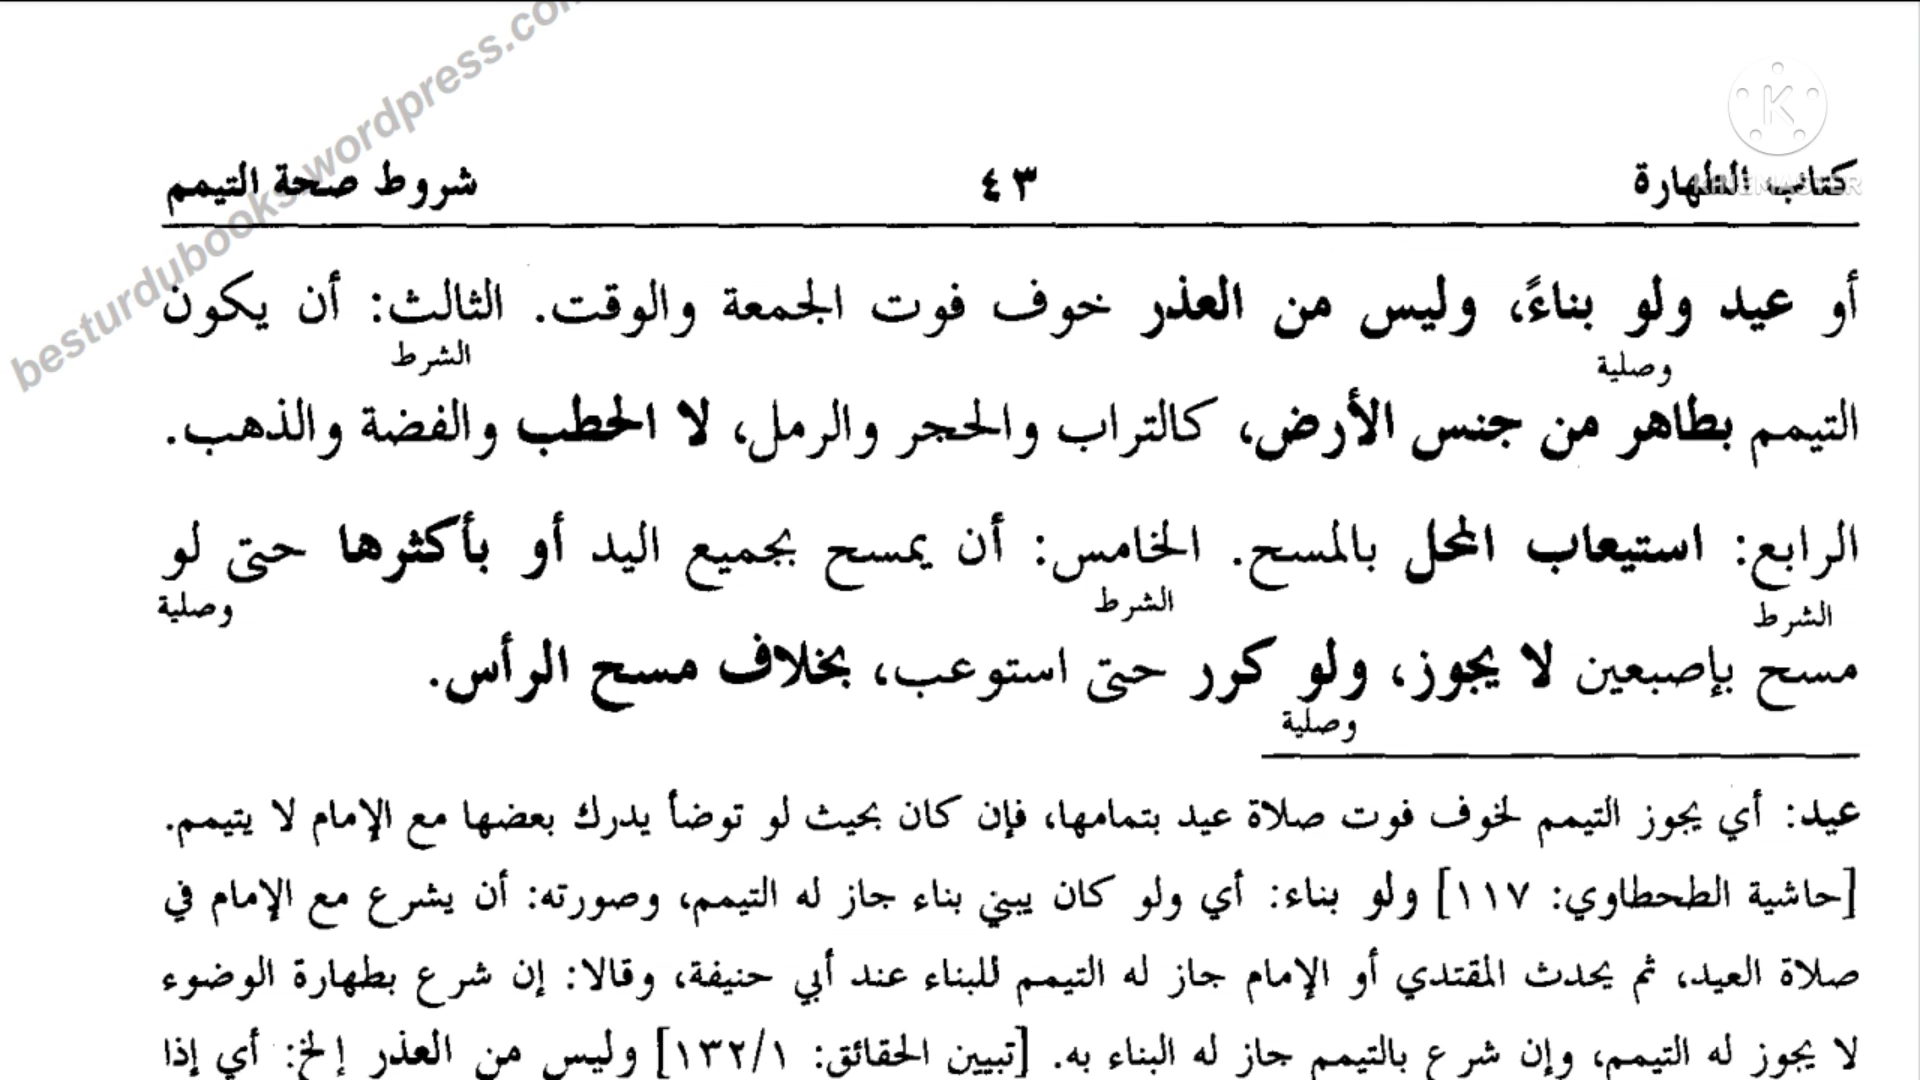 besturdubooks.wordpress.com
KINEMASTER
كتاب الطهارة ٤٣ شروط صحة التيمم
أو عيد ولو بناءً، وليس من العذر خوف فوت الجمعة والوقت. الثالث: أن يكون
وصلية الشرط
التيمم بطاهر من جنس الأرض، كالتراب والحجر والرمل، لا الحطب والفضة والذهب.
الرابع: استيعاب المحل بالمسح. الخامس: أن يمسح بجميع اليد أو بأكثرها حتى لو
الشرط الشرط وصلية
مسح بإصبعين لا يجوز، ولو كرر حتى استوعب، بخلاف مسح الرأس.
وصلية
عيد: أي يجوز التيمم لخوف فوت صلاة عيد بتمامها، فإن كان بحيث لو توضأ يدرك بعضها مع الإمام لا يتيمم.
[حاشية الطحطاوي: ١١٧] ولو بناء: أي ولو كان يبني بناء جاز له التيمم، وصورته: أن يشرع مع الإمام في
صلاة العيد، ثم يحدث المقتدي أو الإمام جاز له التيمم للبناء عند أبي حنيفة، وقالا: إن شرع بطهارة الوضوء
لا يجوز له التيمم، وإن شرع بالتيمم جاز له البناء به. [تبيين الحقائق: ١٣٢/١] وليس من العذر إلخ: أي إذا